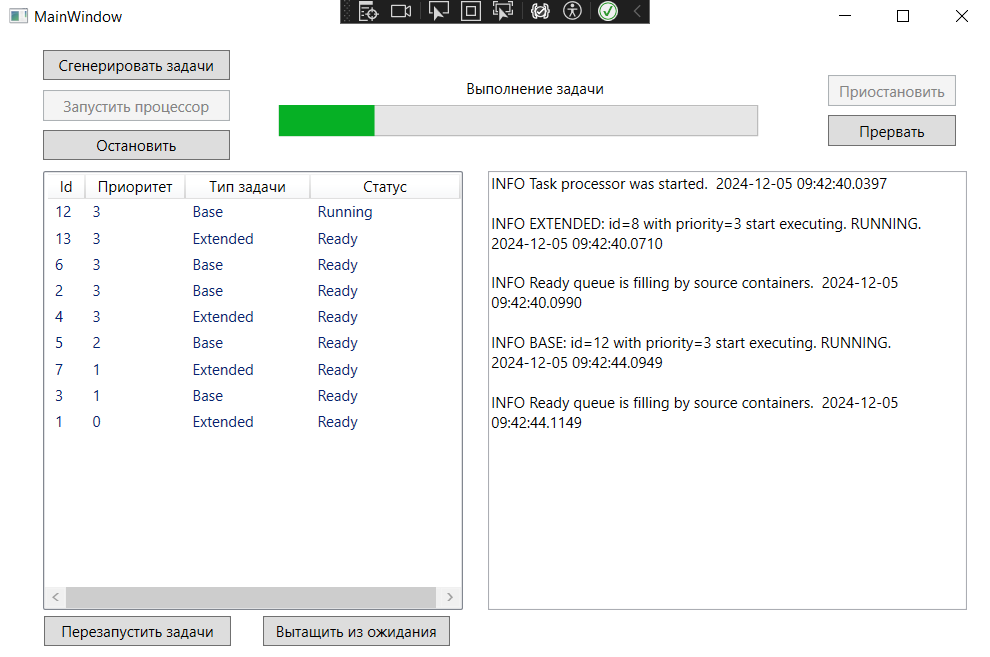 MainWindow
Сгенерировать задачи
Запустить процессор
Остановить
Выполнение задачи
Приостановить
Прервать
Id Приоритет Тип задачи Статус
12 3 Base Running
13 3 Extended Ready
6 3 Base Ready
2 3 Base Ready
4 3 Extended Ready
5 2 Base Ready
7 1 Extended Ready
3 1 Base Ready
1 0 Extended Ready
INFO Task processor was started.  2024-12-05 09:42:40.0397
INFO EXTENDED: id=8 with priority=3 start executing. RUNNING.
2024-12-05 09:42:40.0710
INFO Ready queue is filling by source containers.  2024-12-05
09:42:40.0990
INFO BASE: id=12 with priority=3 start executing. RUNNING.
2024-12-05 09:42:44.0949
INFO Ready queue is filling by source containers.  2024-12-05
09:42:44.1149
Перезапустить задачи
Вытащить из ожидания